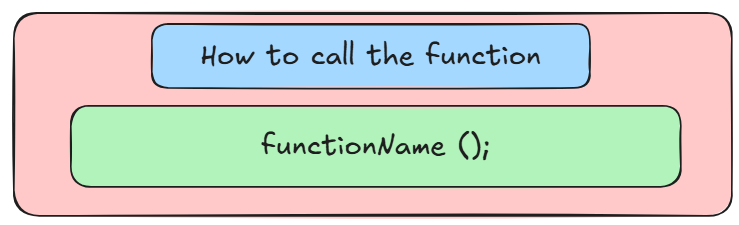 How to call the function
functionName ();